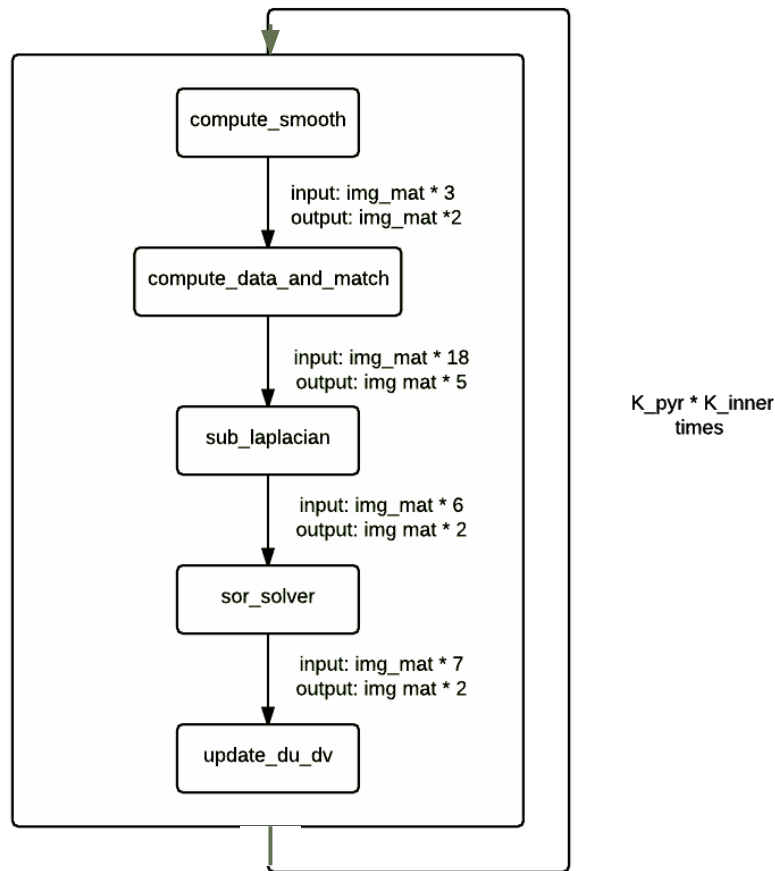 compute_smooth
input: img_mat * 3
output: img_mat *2
compute_data_and_match
input: img_mat * 18
output: img mat * 5
K_pyr * K_inner
times
sub_laplacian
input: img_mat * 6
output: img mat * 2
sor_solver
input: img_mat * 7
output: img mat * 2
update_du_dv